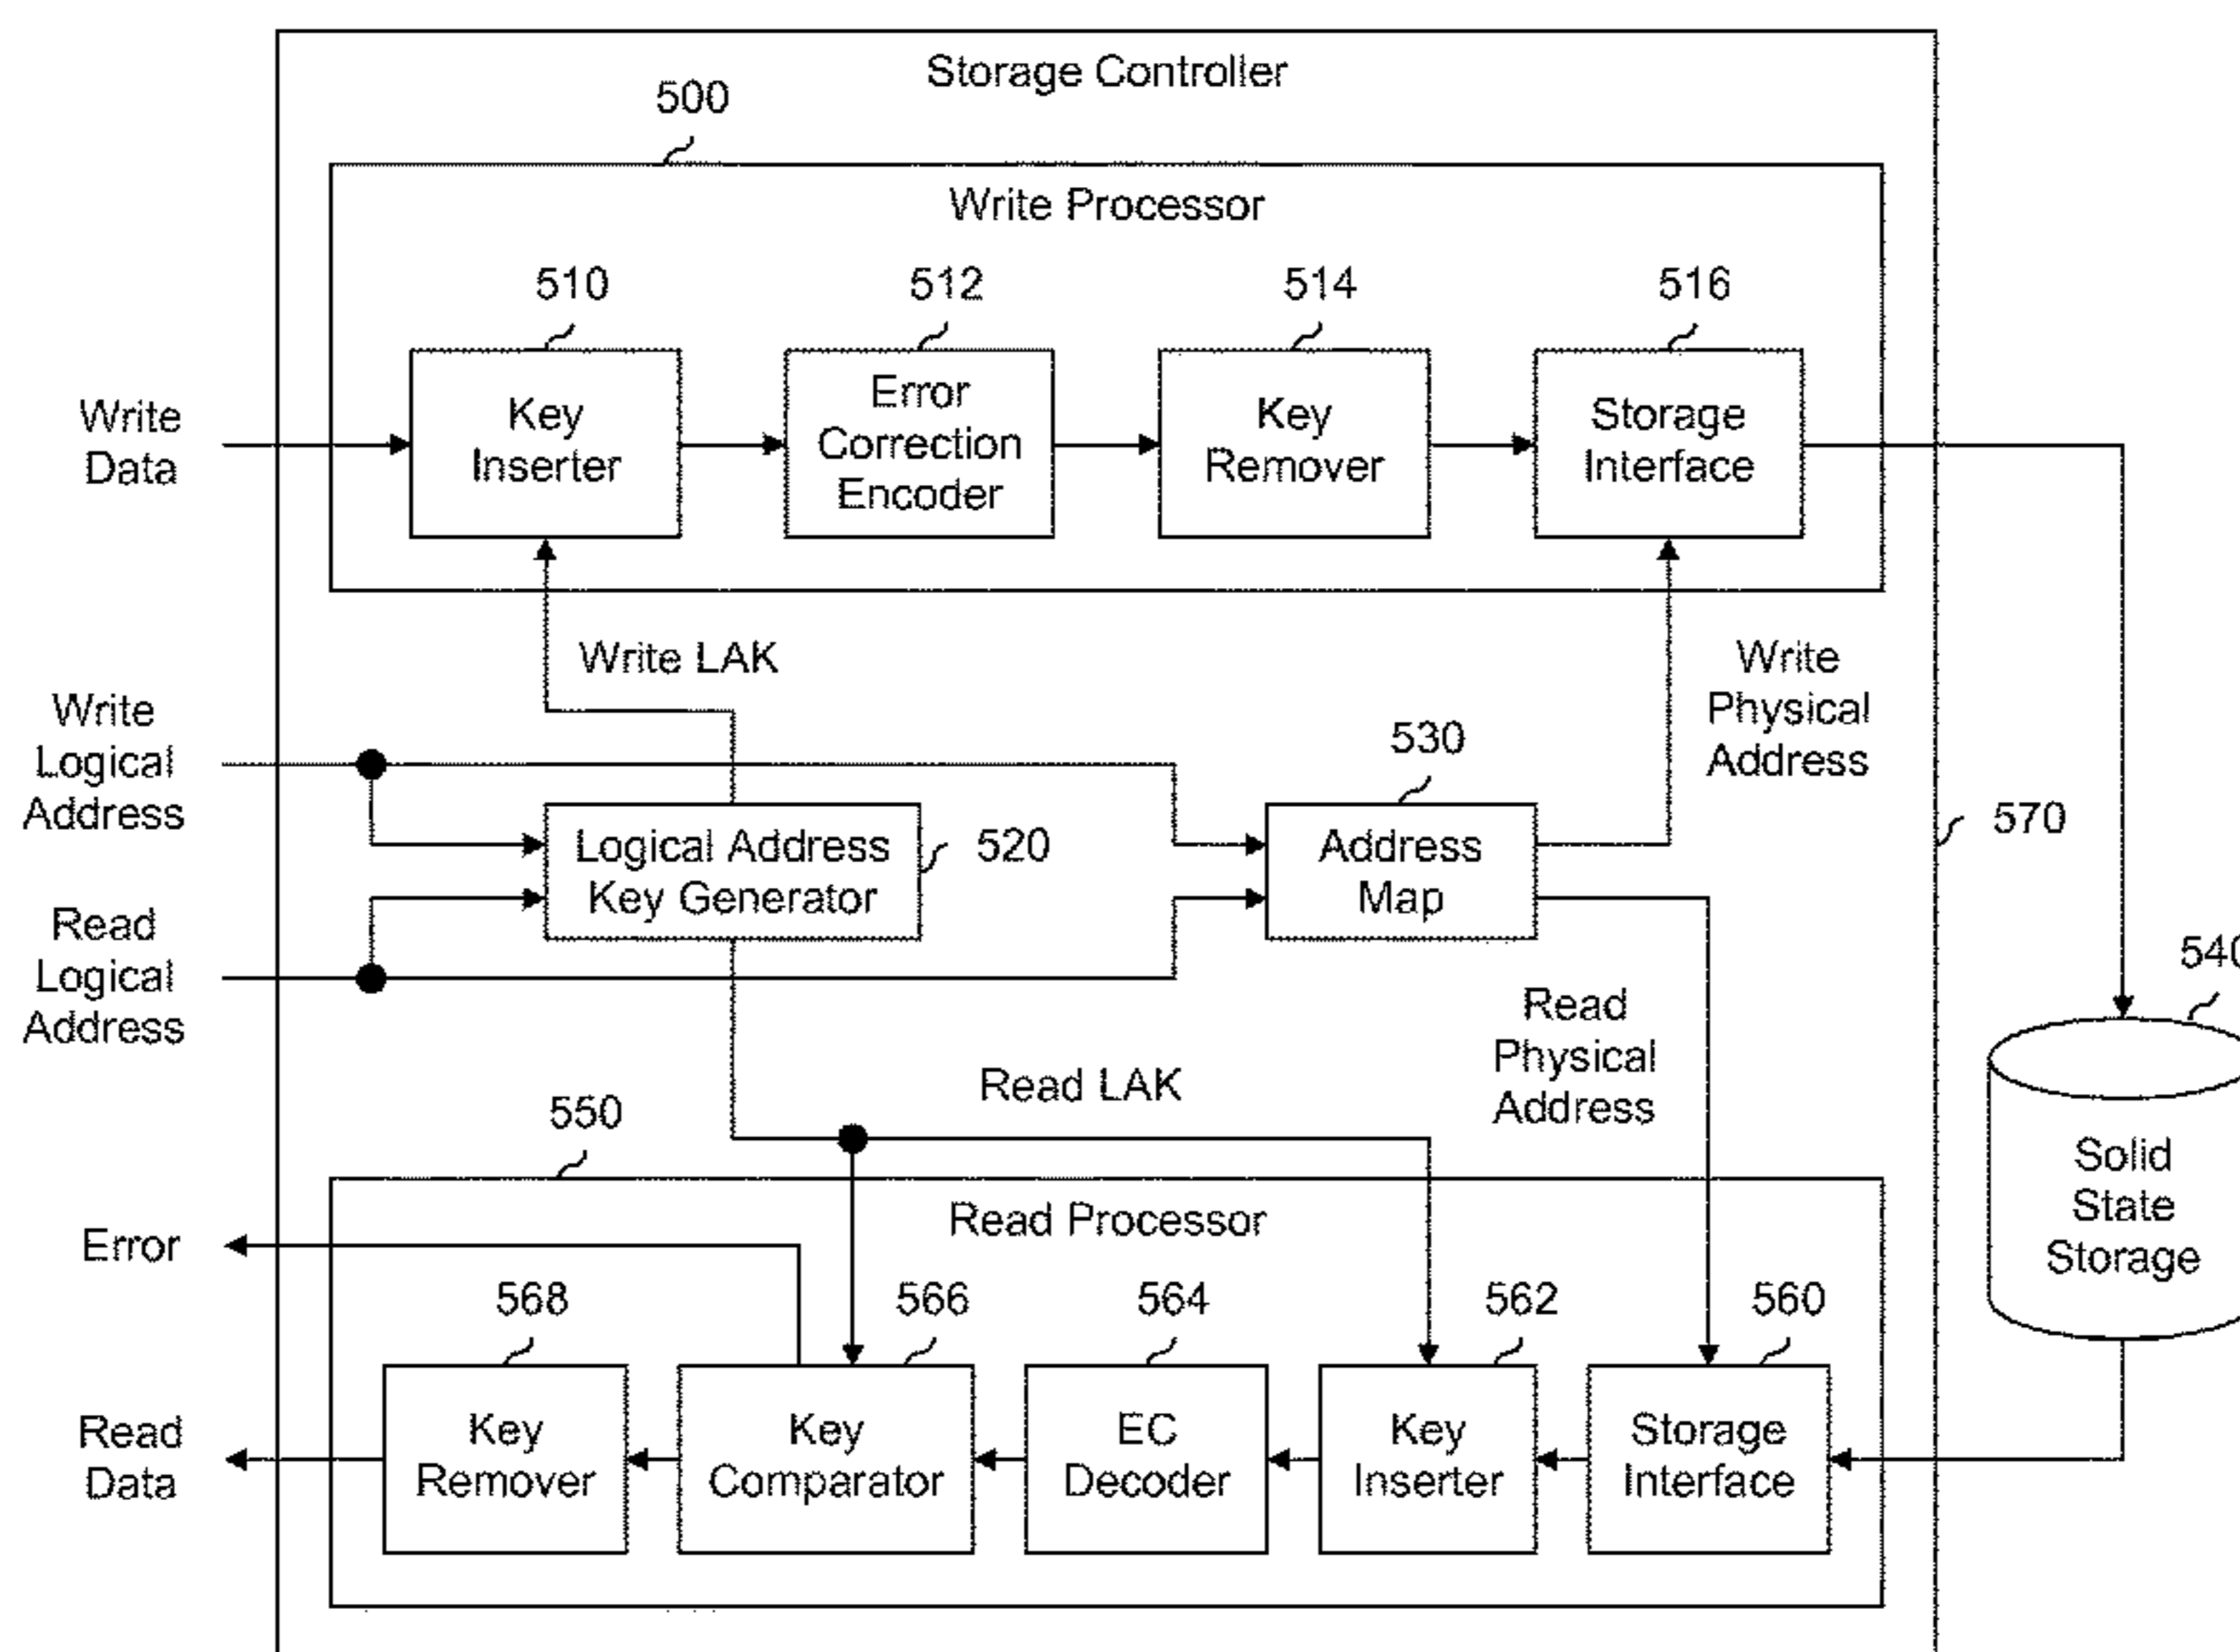 Storage Controller
500
Write Processor
510
512
514
516
Write
Data
Key
Inserter
Error
Correction
Encoder
Key
Remover
Storage
Interface
Write LAK
Write
Physical
Address
Write
Logical
Address
530
Logical Address
Key Generator
520
Address
Map
570
Read
Logical
Address
540
Read
Physical
Address
Read LAK
550
Solid
State
Storage
Read Processor
Error
568
566
564
562
560
Read
Data
Key
Remover
Key
Comparator
EC
Decoder
Key
Inserter
Storage
Interface